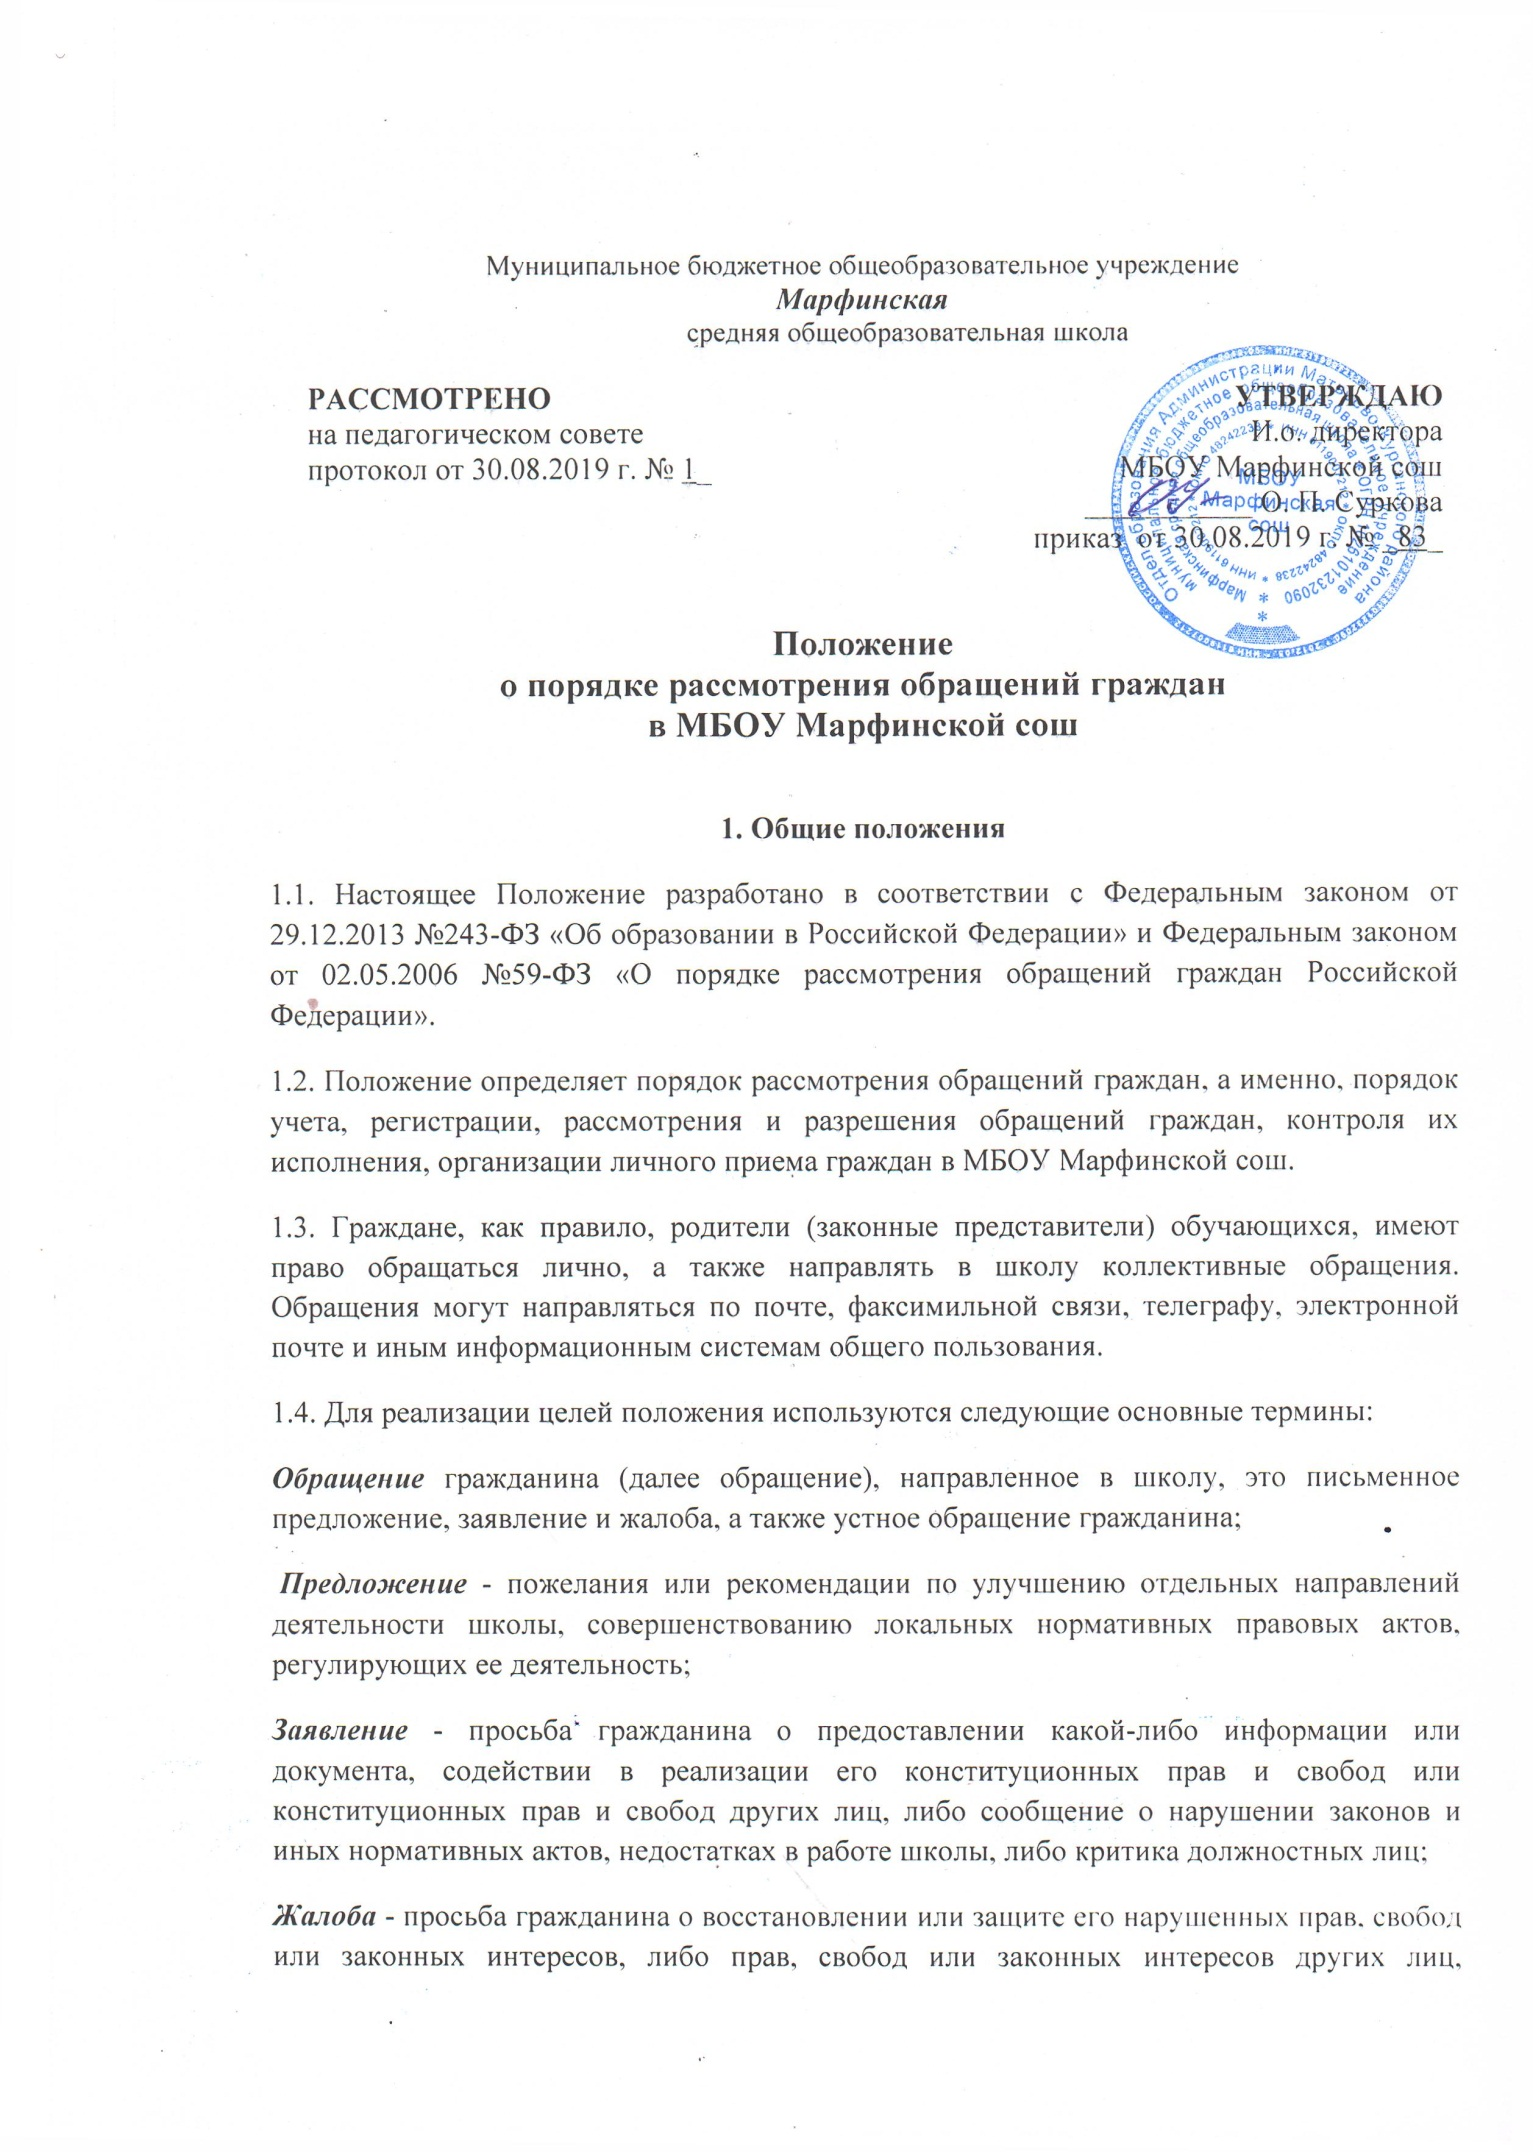 Муниципальное бюджетное общеобразовательное учреждение
Марфинская
средняя общеобразовательная школа
РАССМОТРЕНО
на педагогическом совете
протокол от 30.08.2019 г. № 1_
УТВЕРЖДАЮ
И.о. директора
МБОУ Марфинской сош
____________ О. П. Суркова
приказ от 30.08.2019 г. № _83_
МБОУ
Марфинская
сош
Положение
о порядке рассмотрения обращений граждан
в МБОУ Марфинской сош
1. Общие положения
1.1. Настоящее Положение разработано в соответствии с Федеральным законом от
29.12.2013 №243-ФЗ «Об образовании в Российской Федерации» и Федеральным законом
от 02.05.2006 №59-ФЗ «О порядке рассмотрения обращений граждан Российской
Федерации».
1.2. Положение определяет порядок рассмотрения обращений граждан, а именно, порядок
учета, регистрации, рассмотрения и разрешения обращений граждан, контроля их
исполнения, организации личного приема граждан в МБОУ Марфинской сош.
1.3. Граждане, как правило, родители (законные представители) обучающихся, имеют
право обращаться лично, а также направлять в школу коллективные обращения.
Обращения могут направляться по почте, факсимильной связи, телеграфу, электронной
почте и иным информационным системам общего пользования.
1.4. Для реализации целей положения используются следующие основные термины:
Обращение гражданина (далее обращение), направленное в школу, это письменное
предложение, заявление и жалоба, а также устное обращение гражданина;
Предложение - пожелания или рекомендации по улучшению отдельных направлений
деятельности школы, совершенствованию локальных нормативных правовых актов,
регулирующих ее деятельность;
Заявление - просьба гражданина о предоставлении какой-либо информации или
документа, содействии в реализации его конституционных прав и свобод или
конституционных прав и свобод других лиц, либо сообщение о нарушении законов и
иных нормативных актов, недостатках в работе школы, либо критика должностных лиц;
Жалоба - просьба гражданина о восстановлении или защите его нарушенных прав, свобод
или законных интересов, либо прав, свобод или законных интересов других лиц,